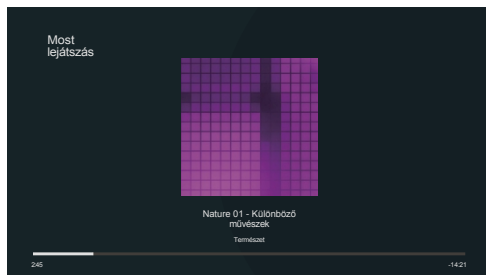 Most
lejátszás
Nature 01 - Különböző
művészek
Természet
2:45
-14:21